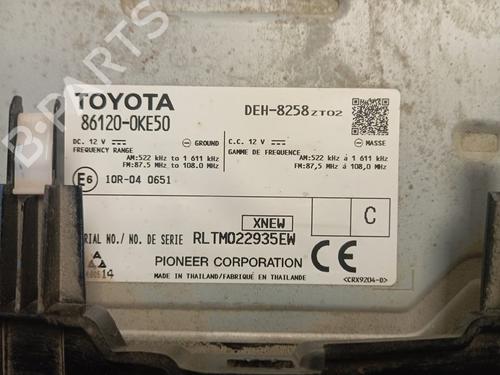 TOYOTA
86120-0KE50
DEH-8258ZT02
DC. 12 V
GROUND
FREQUENCY RANGE
AM:522 kHz to 1 611 kHz
FM:87.5 MHz to 108.0 MHz
C.C. 12 V
GROUND
GAMME DE FREQUENCE
AM:522 kHz à 1 611 kHz
FM:87,5 MHz à 108,0 MHz
E6 10R-04 0651
XNEW
C
RIAL NO./ NO. DE SERIE RLTM022935EW
14
PIONEER CORPORATION
CE
MADE IN THAILAND/FABRIQUÉ EN THAILANDE
<CRX9204-D>
B-PARTS